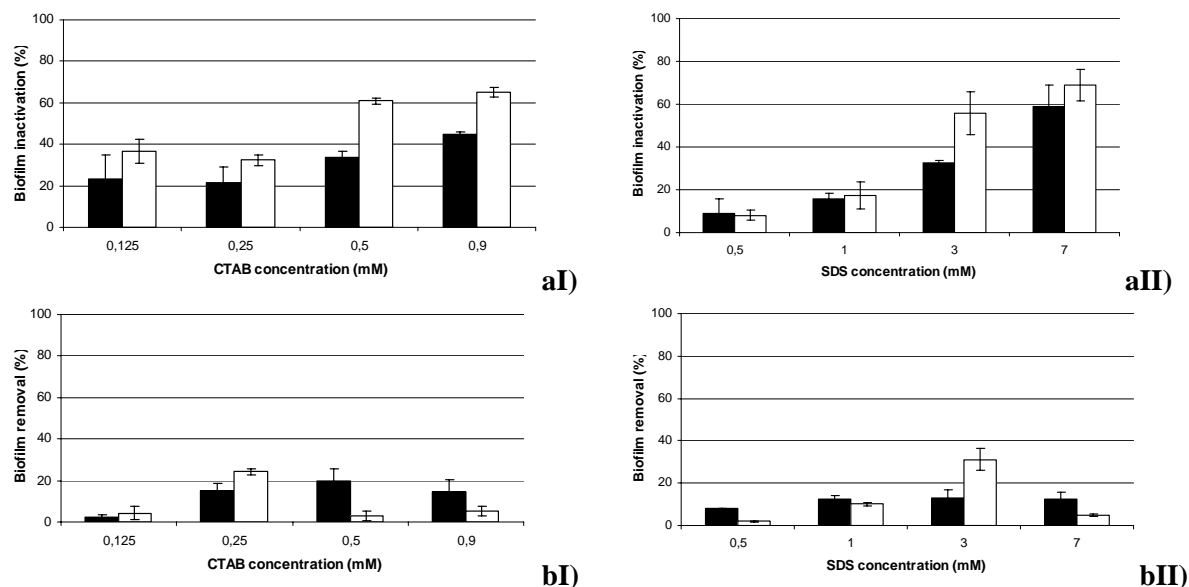 Biofilm inactivation (%)
100
80
60
40
20
0
0,125 0,25 0,5 0,9
CTAB concentration (mM)
aI)
Biofilm inactivation (%)
100
80
60
40
20
0
0,5 1 3 7
SDS concentration (mM)
aII)
Biofilm removal (%)
100
80
60
40
20
0
0,125 0,25 0,5 0,9
CTAB concentration (mM)
bI)
Biofilm removal (%)
100
80
60
40
20
0
0,5 1 3 7
SDS concentration (mM)
bII)